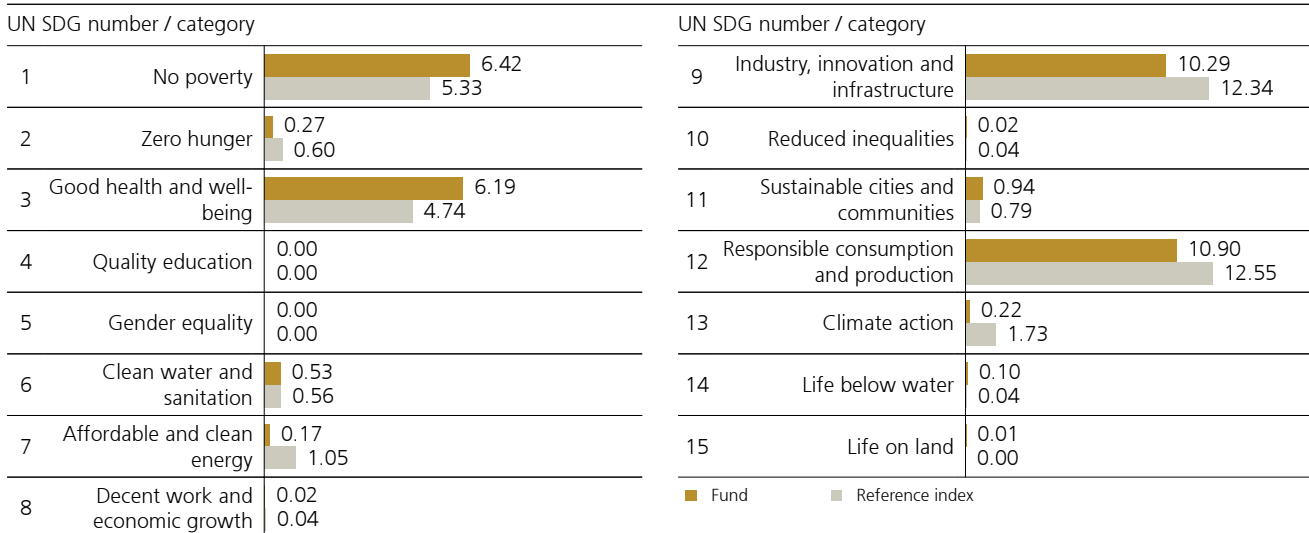 UN SDG number / category
1
No poverty
6.42
5.33
2
Zero hunger
0.27
0.60
3
Good health and well-
being
6.19
4.74
4
Quality education
0.00
0.00
5
Gender equality
0.00
0.00
6
Clean water and
sanitation
0.53
0.56
7
Affordable and clean
energy
0.17
1.05
8
Decent work and
economic growth
0.02
0.04
UN SDG number / category
9
Industry, innovation and
infrastructure
10.29
12.34
10
Reduced inequalities
0.02
0.04
11
Sustainable cities and
communities
0.94
0.79
12
Responsible consumption
and production
10.90
12.55
13
Climate action
0.22
1.73
14
Life below water
0.10
0.04
15
Life on land
0.01
0.00
Fund
Reference index